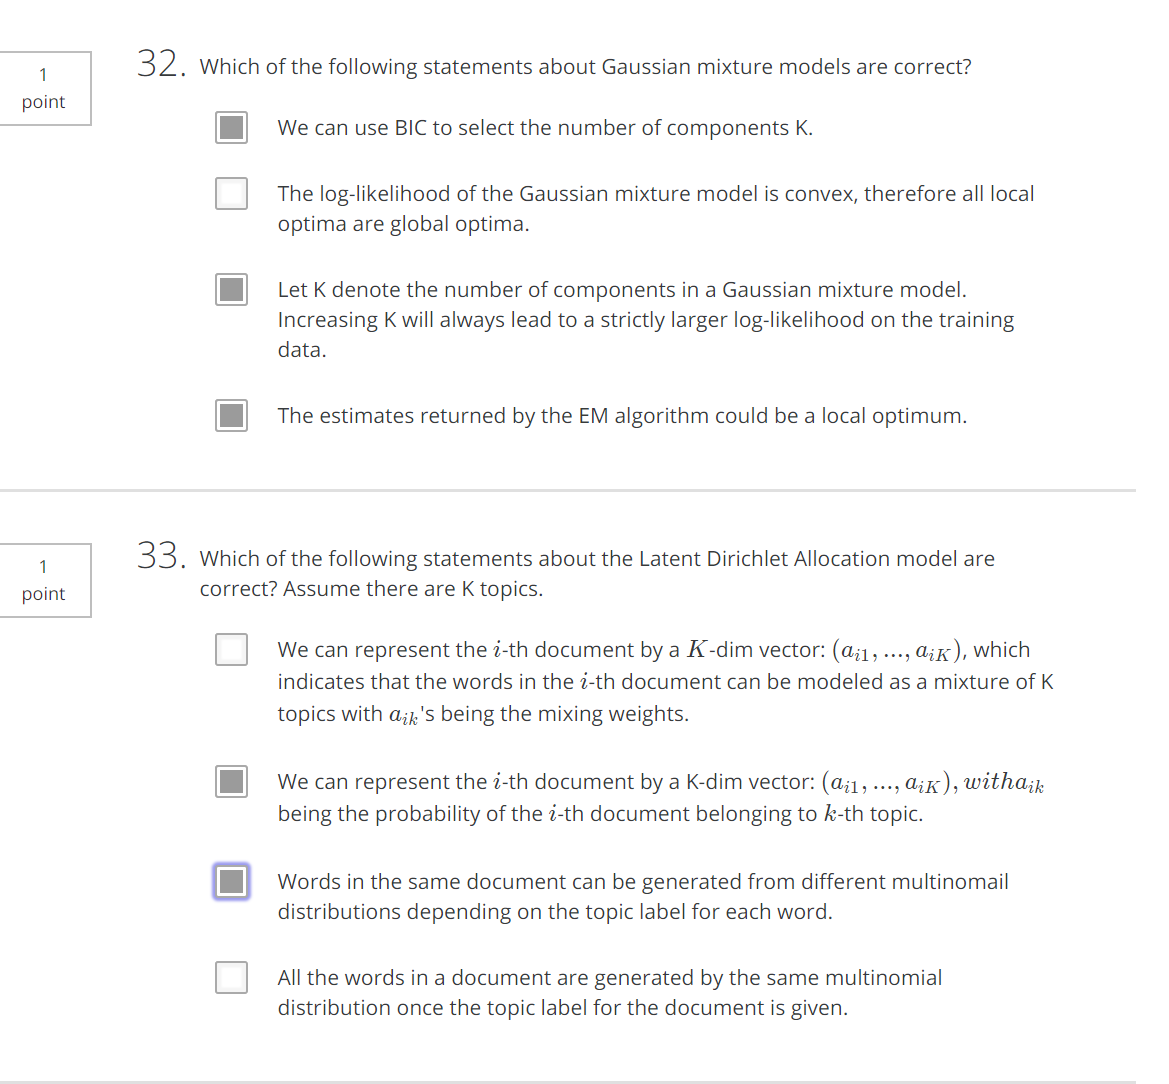 1
point
32. Which of the following statements about Gaussian mixture models are correct?
We can use BIC to select the number of components K.
The log-likelihood of the Gaussian mixture model is convex, therefore all local
optima are global optima.
Let K denote the number of components in a Gaussian mixture model.
Increasing K will always lead to a strictly larger log-likelihood on the training
data.
The estimates returned by the EM algorithm could be a local optimum.
1
point
33. Which of the following statements about the Latent Dirichlet Allocation model are
correct? Assume there are K topics.
We can represent the i-th document by a K-dim vector: (a_{i1}, ..., a_{iK}), which
indicates that the words in the i-th document can be modeled as a mixture of K
topics with a_{ik}'s being the mixing weights.
We can represent the i-th document by a K-dim vector: (a_{i1}, ..., a_{iK}), witha_{ik}
being the probability of the i-th document belonging to k-th topic.
Words in the same document can be generated from different multinomail
distributions depending on the topic label for each word.
All the words in a document are generated by the same multinomial
distribution once the topic label for the document is given.